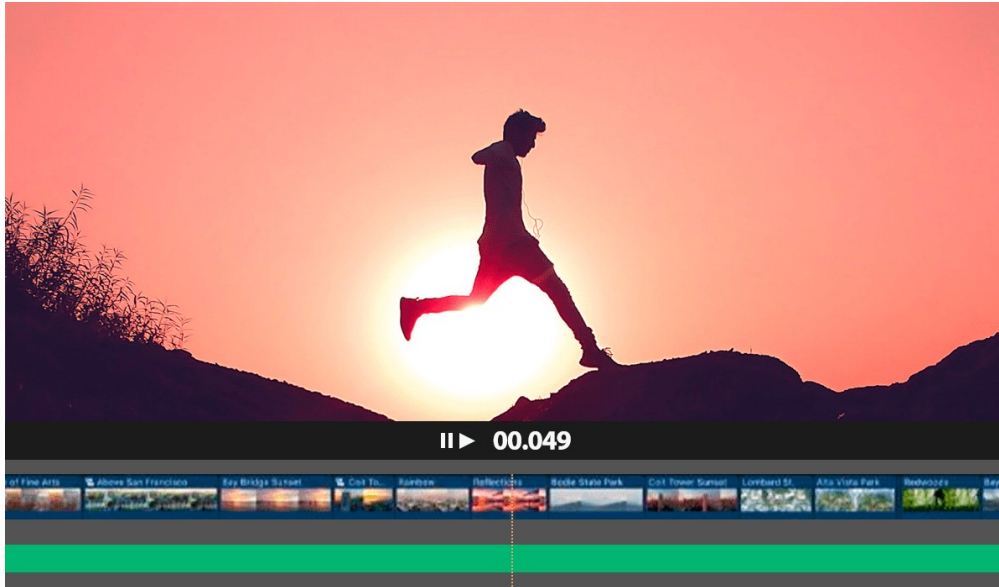 00.049
of Fine Arts
Above San Francisco
Bay Bridge Sunset
Coit To...
Rainbow
Reflections
Bodie State Park
Coit Tower Sunset
Lombard St.
Alta Vista Park
Redwoods
Bay